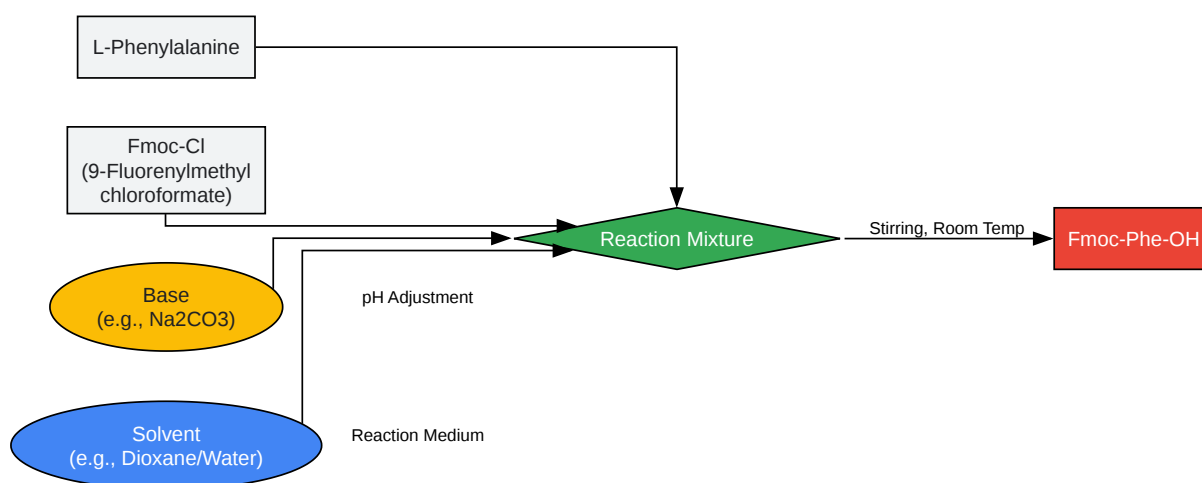 L-Phenylalanine
Fmoc-Cl
(9-Fluorenylmethyl
chloroformate)
Reaction Mixture
Stirring, Room Temp
Fmoc-Phe-OH
Base
(e.g., Na2CO3)
pH Adjustment
Solvent
(e.g., Dioxane/Water)
Reaction Medium